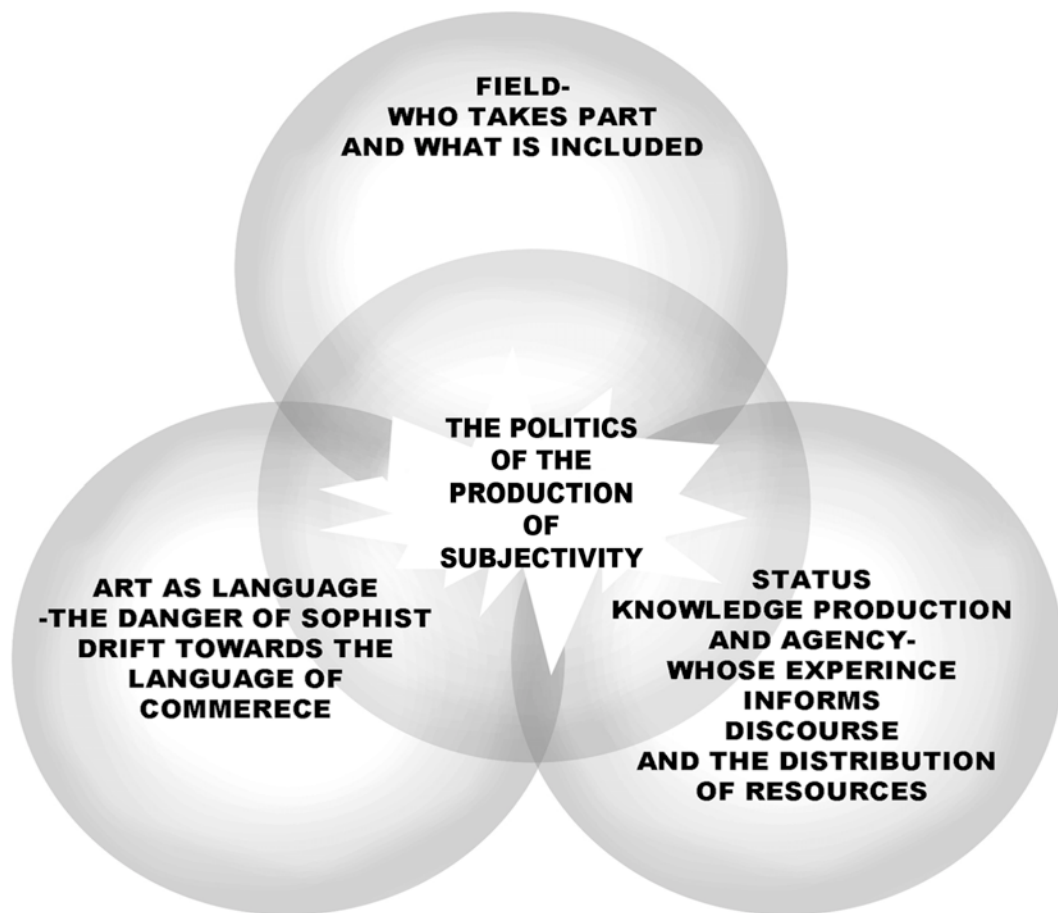 FIELD-
WHO TAKES PART
AND WHAT IS INCLUDED
THE POLITICS
OF THE
PRODUCTION
OF
SUBJECTIVITY
ART AS LANGUAGE
-THE DANGER OF SOPHIST
DRIFT TOWARDS THE
LANGUAGE OF
COMMERECE
STATUS
KNOWLEDGE PRODUCTION
AND AGENCY-
WHOSE EXPERINCE
INFORMS
DISCOURSE
AND THE DISTRIBUTION
OF RESOURCES